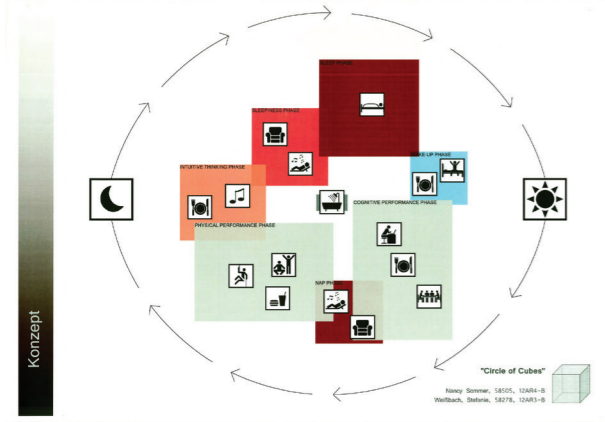 SLEEP PHASE
SLEEPINESS PHASE
WAKE-UP PHASE
INTUITIVE THINKING PHASE
COGNITIVE PERFORMANCE PHASE
PHYSICAL PERFORMANCE PHASE
NAP PHASE
Konzept
"Circle of Cubes"
Nancy Sommer, 58505, 12AR4-B
Weißbach, Stefanie, 58278, 12AR3-B